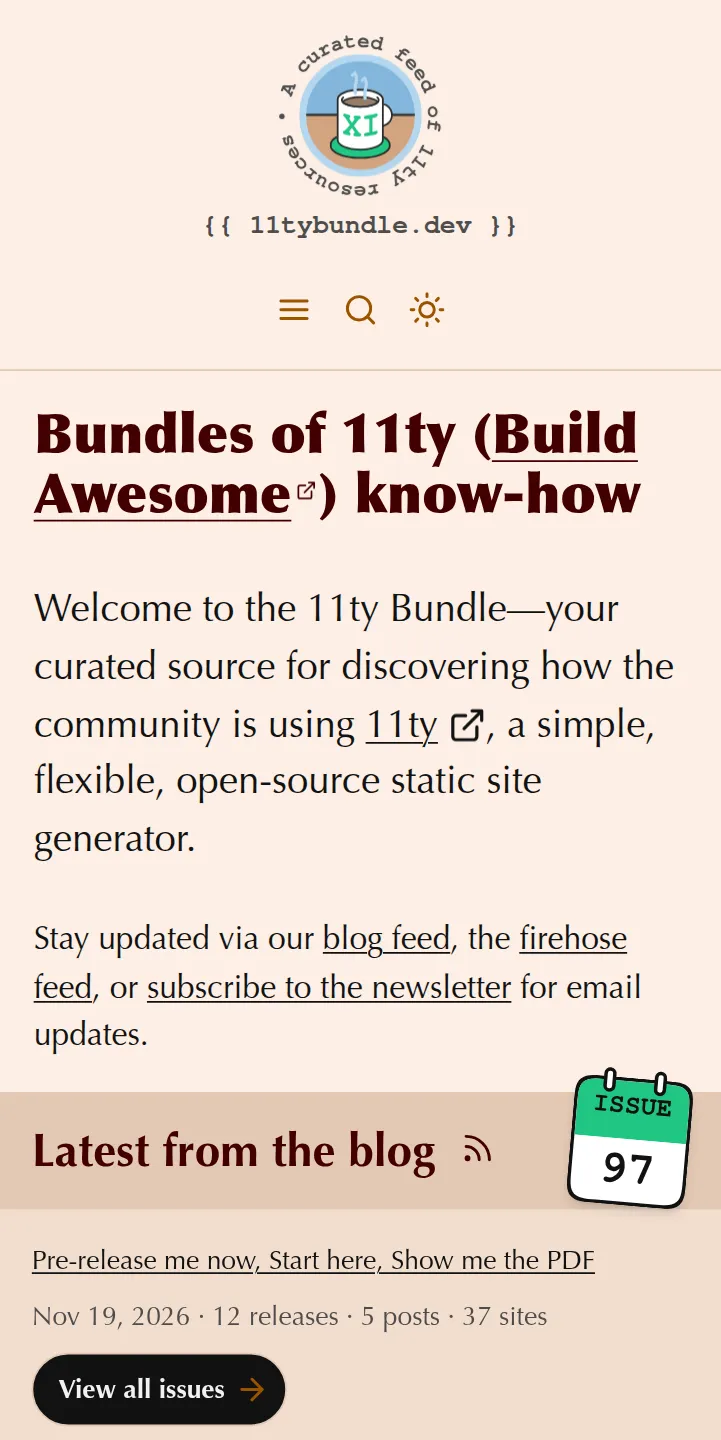 A curated feed of 11ty resources •
XI
{{ 11tybundle.dev }}
Bundles of 11ty (Build
Awesome) know-how
Welcome to the 11ty Bundle—your
curated source for discovering how the
community is using 11ty, a simple,
flexible, open-source static site
generator.
Stay updated via our blog feed, the firehose
feed, or subscribe to the newsletter for email
updates.
ISSUE
Latest from the blog
97
Pre-release me now, Start here, Show me the PDF
Nov 19, 2026 · 12 releases · 5 posts · 37 sites
View all issues